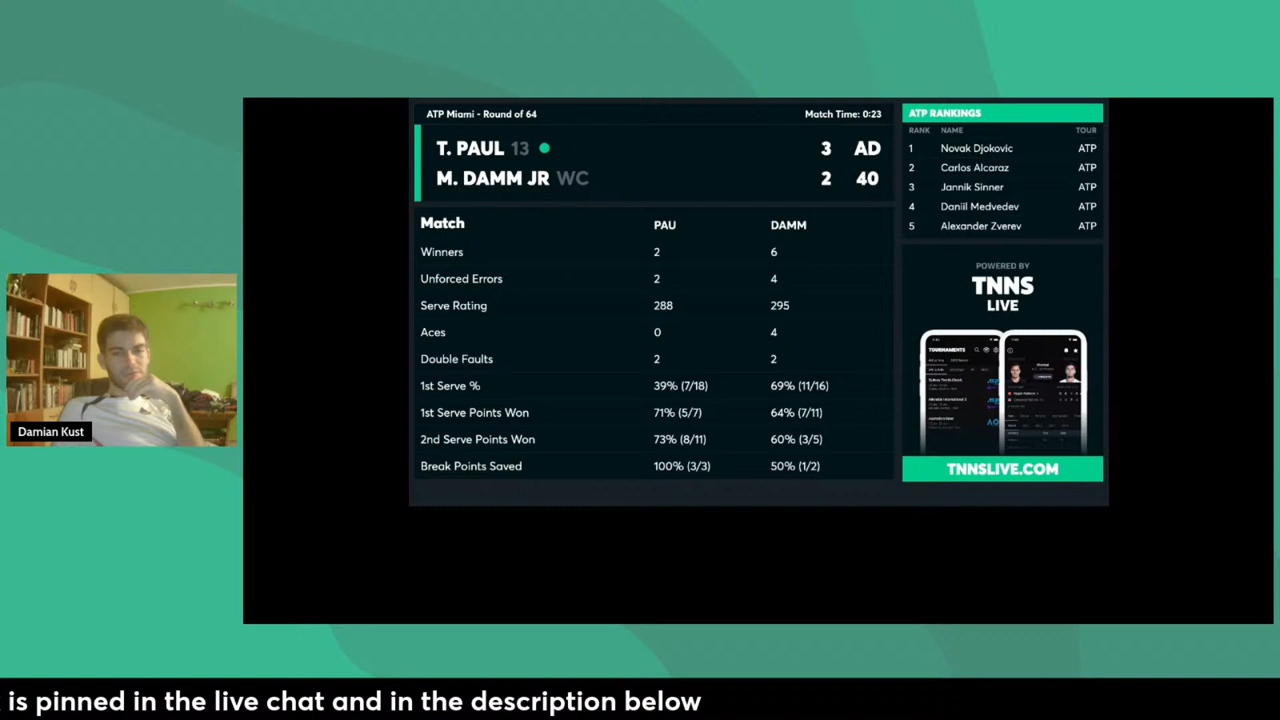 ATP Miami - Round of 64
Match Time: 0:23
T. PAUL 13 3 AD
M. DAMM JR WC 2 40
Match PAU DAMM
Winners 2 6
Unforced Errors 2 4
Serve Rating 288 295
Aces 0 4
Double Faults 2 2
1st Serve % 39% (7/18) 69% (11/16)
1st Serve Points Won 71% (5/7) 64% (7/11)
2nd Serve Points Won 73% (8/11) 60% (3/5)
Break Points Saved 100% (3/3) 50% (1/2)
ATP RANKINGS
RANK NAME TOUR
1 Novak Djokovic ATP
2 Carlos Alcaraz ATP
3 Jannik Sinner ATP
4 Daniil Medvedev ATP
5 Alexander Zverev ATP
POWERED BY
TNNS
LIVE
TOURNAMENTS
TNNSLIVE.COM
Damian Kust
is pinned in the live chat and in the description below